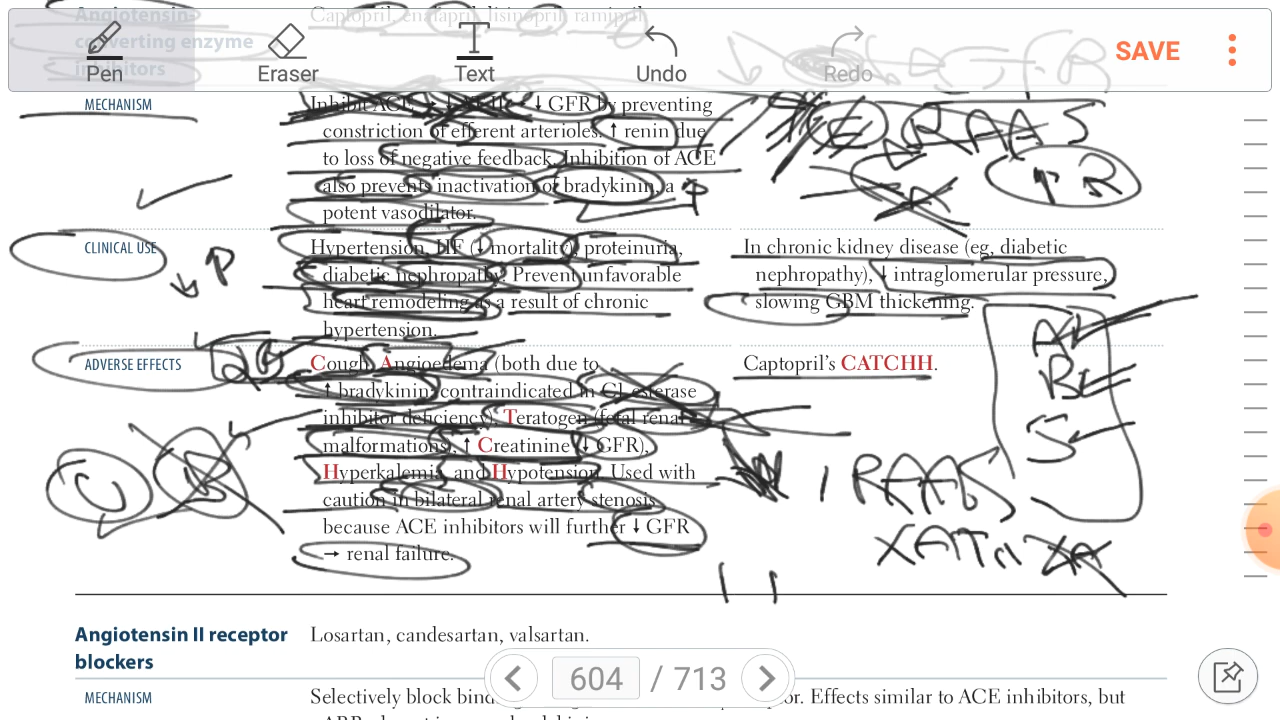 Angiotensin-
converting enzyme
inhibitors
Captopril, enalapril, lisinopril, ramipril.
Pen
Eraser
Text
Undo
Redo
SAVE
MECHANISM
Inhibit ACE → ↓ AT II → ↓ GFR by preventing
constriction of efferent arterioles. ↑ renin due
to loss of negative feedback. Inhibition of ACE
also prevents inactivation of bradykinin, a
potent vasodilator.
RAAS
↑ R
CLINICAL USE
Hypertension, HF (↓ mortality), proteinuria,
diabetic nephropathy. Prevent unfavorable
heart remodeling as a result of chronic
hypertension.
In chronic kidney disease (eg, diabetic
nephropathy), ↓ intraglomerular pressure,
slowing GBM thickening.
↓ P
ADVERSE EFFECTS
Cough, Angioedema (both due to
↑ bradykinin; contraindicated in C1 esterase
inhibitor deficiency), Teratogen (fetal renal
malformations), ↑ Creatinine (↓ GFR),
Hyperkalemia, and Hypotension. Used with
caution in bilateral renal artery stenosis
because ACE inhibitors will further ↓ GFR
→ renal failure.
Captopril's CATCHH.
RAAS
Angiotensin II receptor
blockers
Losartan, candesartan, valsartan.
604 / 713
MECHANISM
Selectively block
Effects similar to ACE inhibitors, but